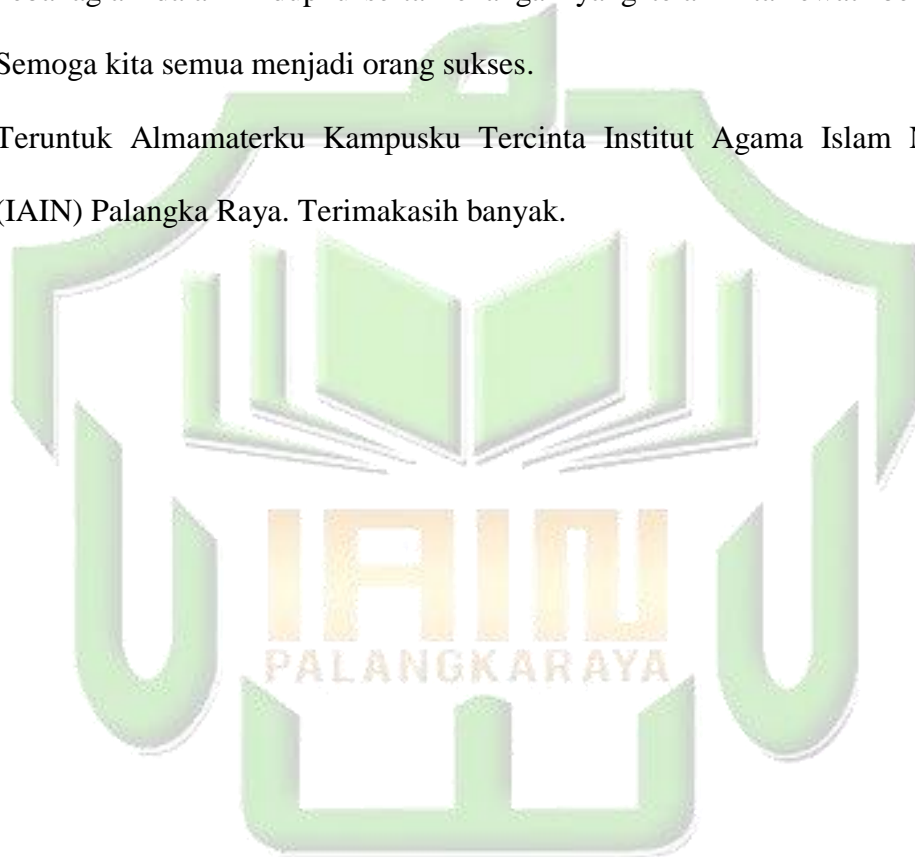 Semoga kita semua menjadi orang sukses.
Teruntuk Almamaterku Kampusku Tercinta Institut Agama Islam
(IAIN) Palangka Raya. Terimakasih banyak.
IAIN
PALANGKARAYA